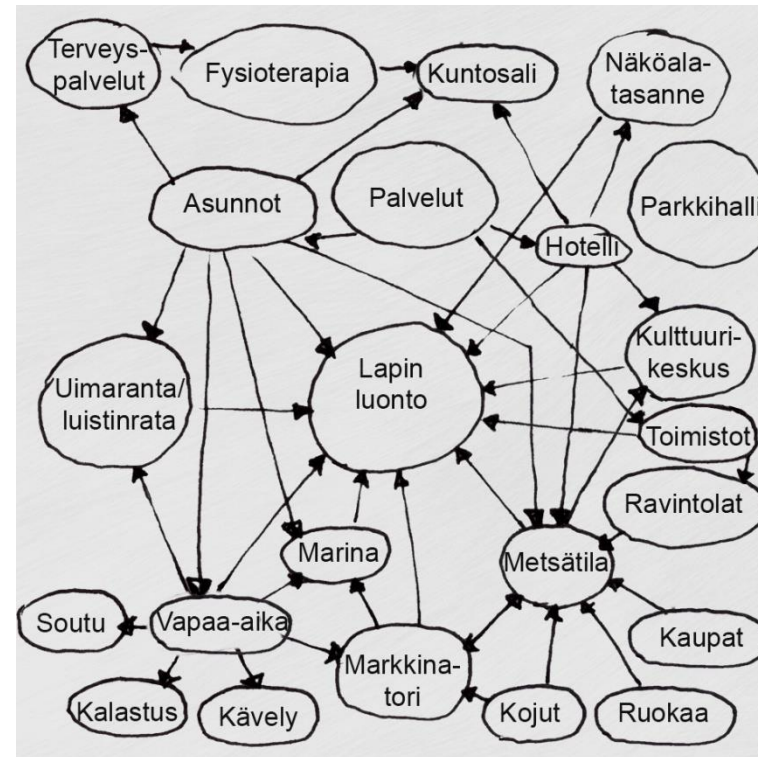 Terveys-
palvelut
Fysioterapia
Kuntosali
Näköala-
tasanne
Asunnot
Palvelut
Hotelli
Parkkihalli
Uimaranta/
luistinrata
Lapin
luonto
Kulttuuri-
keskus
Toimistot
Ravintolat
Marina
Metsätila
Soutu
Vapaa-aika
Markkina-
tori
Kaupat
Kalastus
Kävely
Kojut
Ruokaa